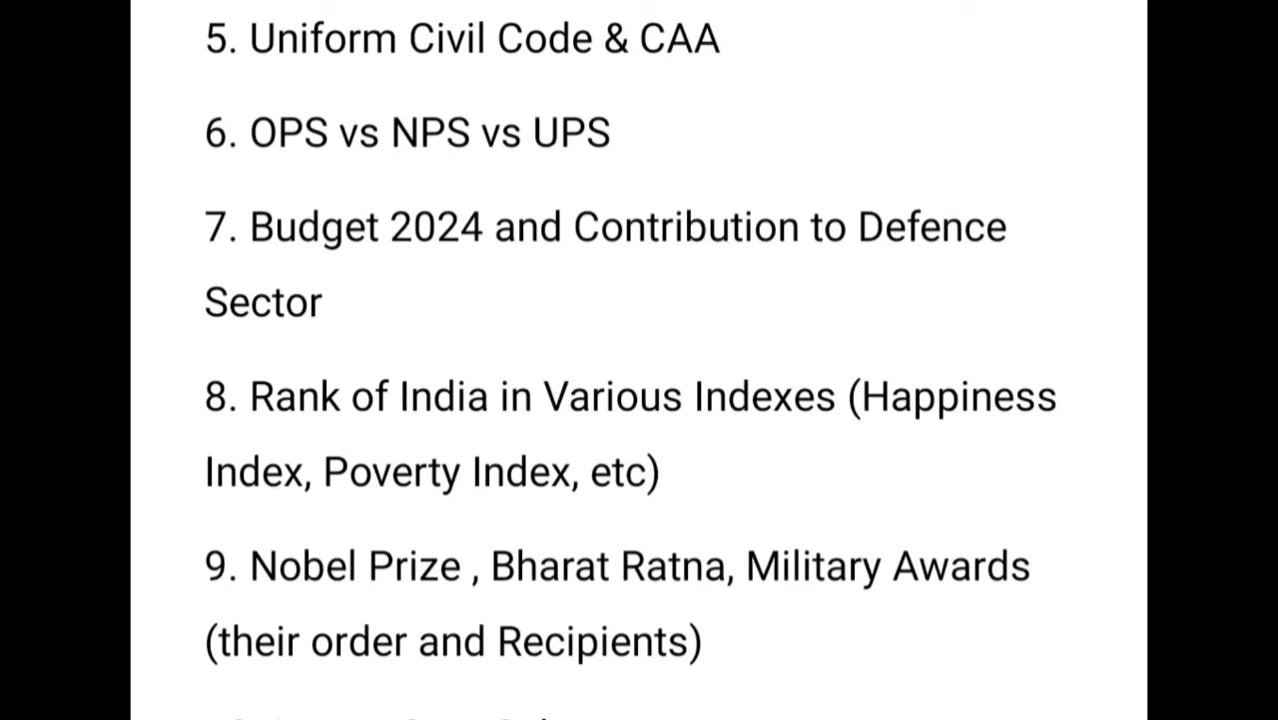 5. Uniform Civil Code & CAA
6. OPS vs NPS vs UPS
7. Budget 2024 and Contribution to Defence
Sector
8. Rank of India in Various Indexes (Happiness
Index, Poverty Index, etc)
9. Nobel Prize , Bharat Ratna, Military Awards
(their order and Recipients)